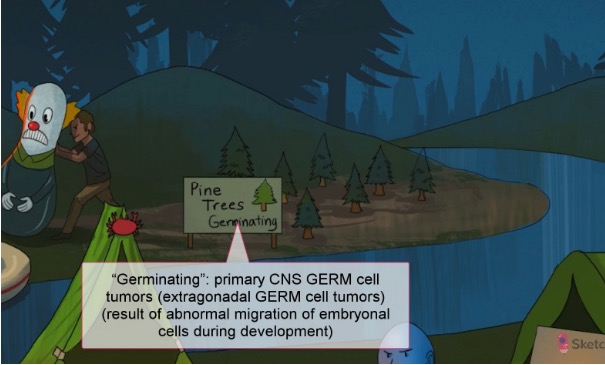 Pine
Trees
Germinating
“Germinating”: primary CNS GERM cell
tumors (extragonadal GERM cell tumors)
(result of abnormal migration of embryonal
cells during development)
Sketc